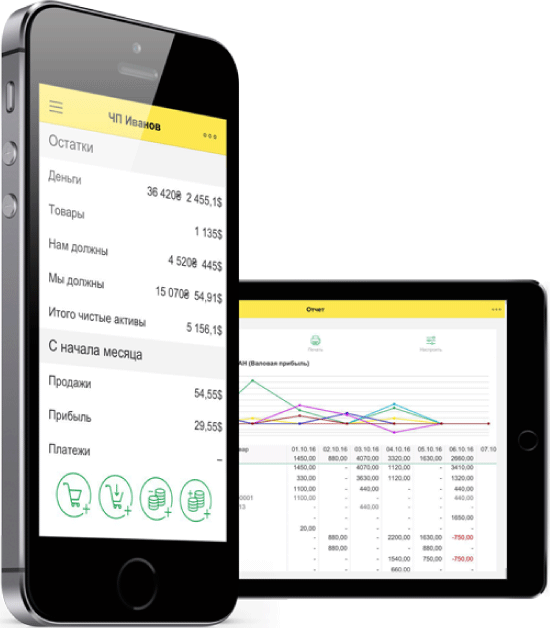 ЧП Иванов
Остатки
Деньги
36 420₴ 2 455,1$
Товары
1 135$
Нам должны
4 520₴ 445$
Мы должны
15 070₴ 54,91$
Итого чистые активы
5 156,1$
С начала месяца
Продажи
54,55$
Прибыль
29,55$
Платежи
–
Отчет
Печать
Настроить
АН (Валовая прибыль)
вар 01.10.16 02.10.16 03.10.16 04.10.16 05.10.16 06.10.16 07.10
1450,00 880,00 4070,00 3320,00 1630,00 2660,00
1450,00 - 4070,00 1120,00 - 3410,00 -
330,00 - 3630,00 1120,00 - 1320,00 -
1100,00 - 440,00 - - 440,00 -
0001 1100,00 - - - - 440,00 -
13 - - 440,00 - - - -
- - - - - 1650,00 -
20,00 - - - - - -
- 880,00 - 2200,00 1630,00 -750,00 -
- 880,00 - - 880,00 - -
- - - 1540,00 750,00 -750,00 -
- - - 660,00 - - -